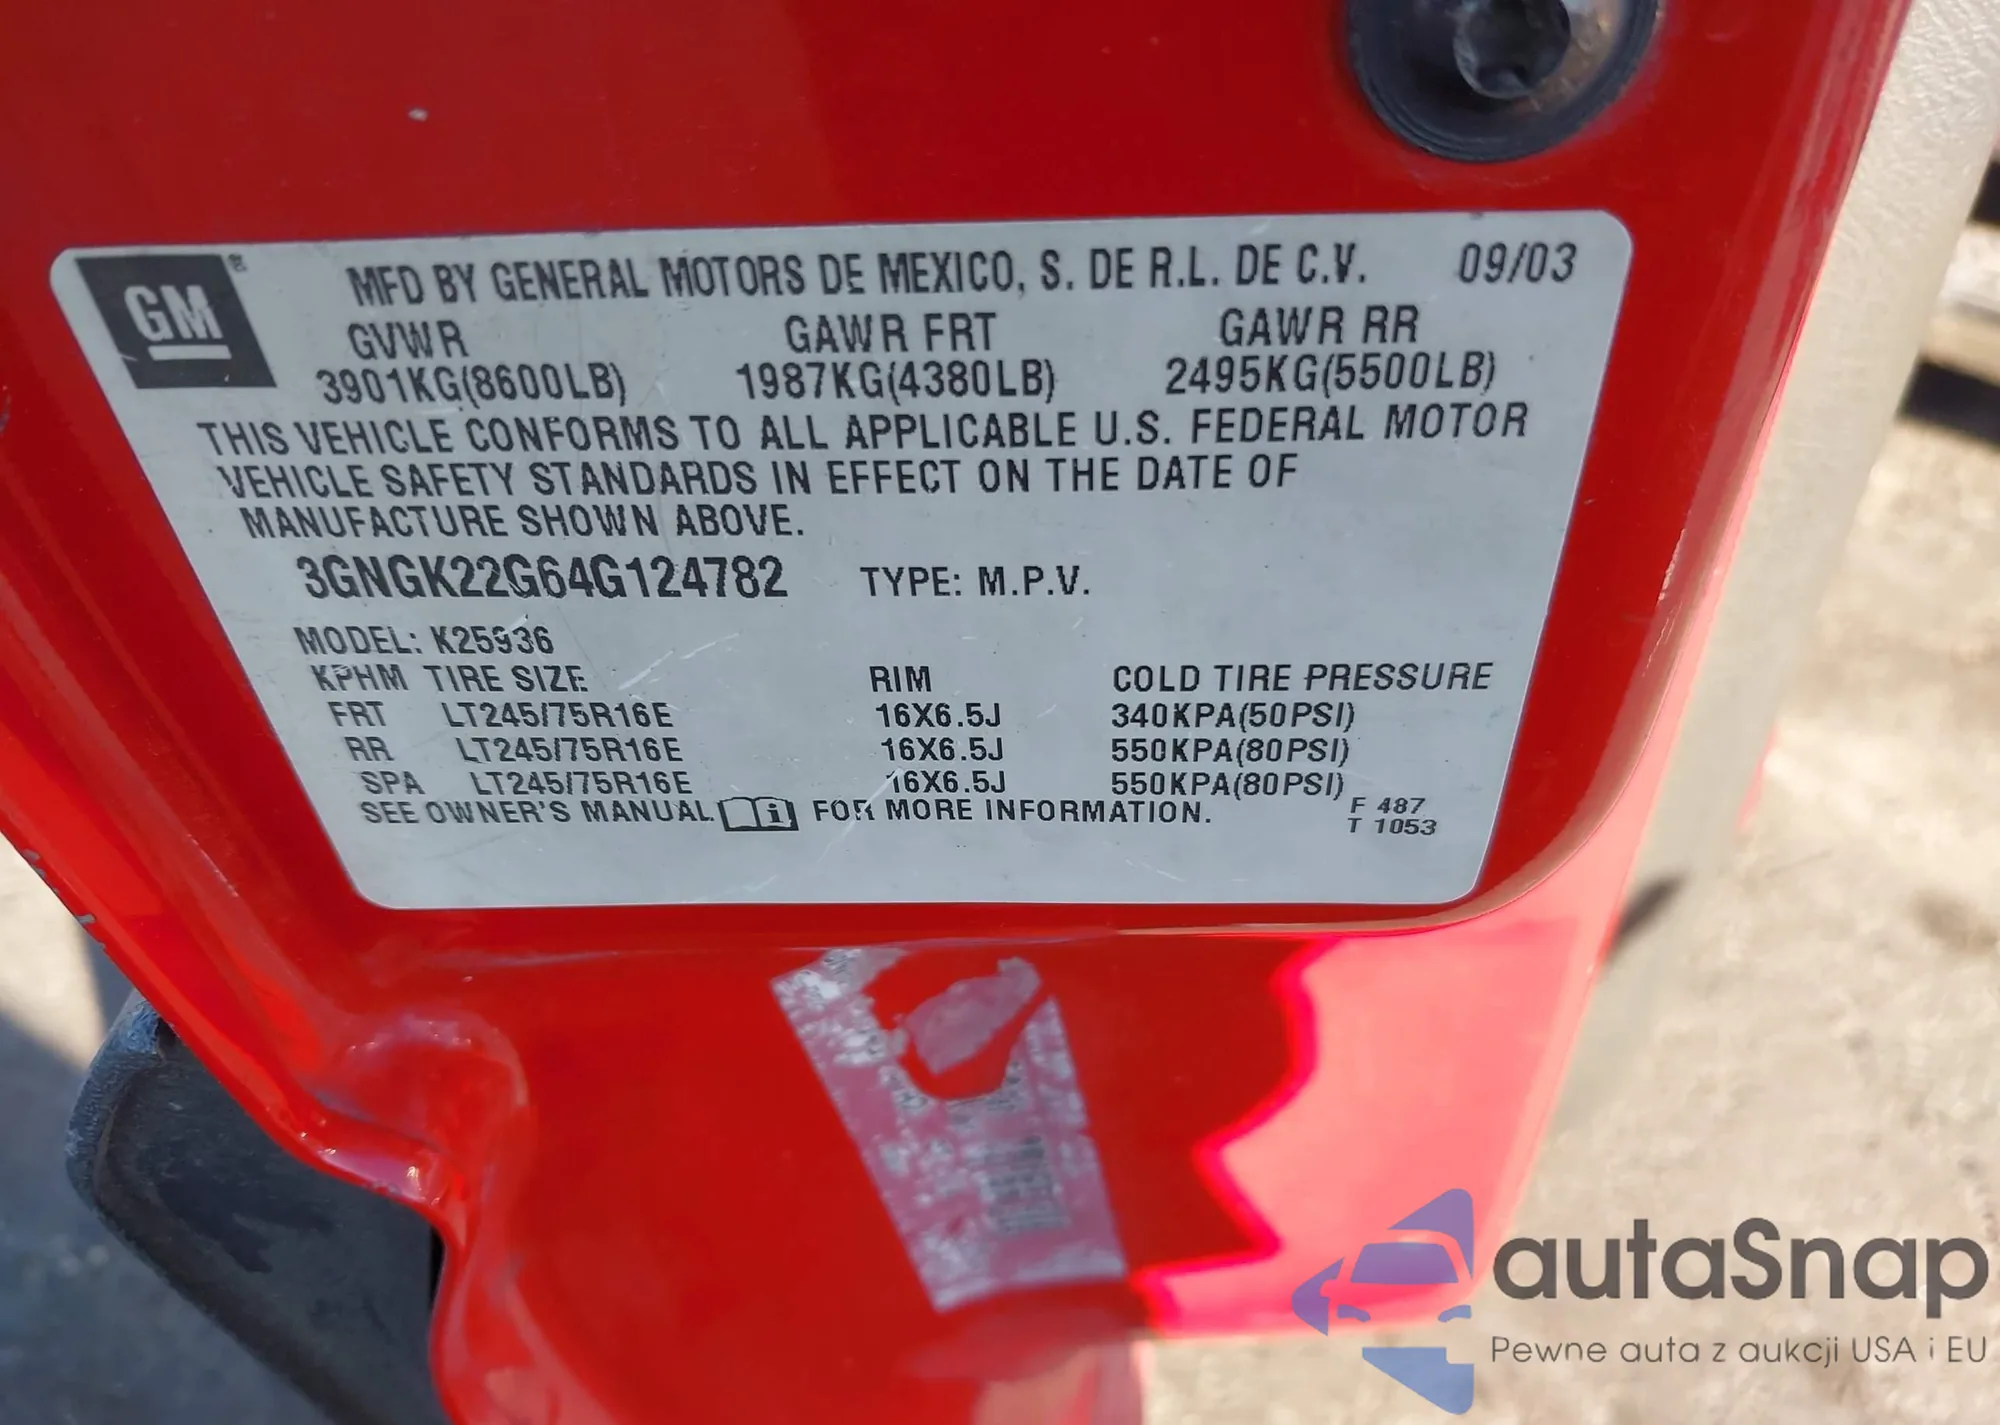 GM
MFD BY GENERAL MOTORS DE MEXICO, S. DE R.L. DE C.V. 09/03
GVWR GAWR FRT GAWR RR
3901KG(8600LB) 1987KG(4380LB) 2495KG(5500LB)
THIS VEHICLE CONFORMS TO ALL APPLICABLE U.S. FEDERAL MOTOR
VEHICLE SAFETY STANDARDS IN EFFECT ON THE DATE OF
MANUFACTURE SHOWN ABOVE.
3GNGK22G64G124782 TYPE: M.P.V.
MODEL: K25936
KPHM TIRE SIZE RIM COLD TIRE PRESSURE
FRT LT245/75R16E 16X6.5J 340KPA(50PSI)
RR LT245/75R16E 16X6.5J 550KPA(80PSI)
SPA LT245/75R16E 16X6.5J 550KPA(80PSI)
SEE OWNER'S MANUAL FOR MORE INFORMATION.
F 487
T 1053
autaSnap
Pewne auta z aukcji USA i EU